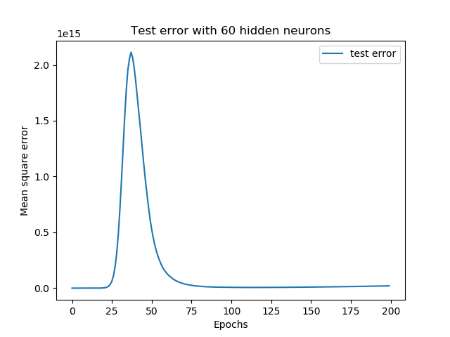 Test error with 60 hidden neurons
1e15
test error
2.0
1.5
1.0
0.5
0.0
Mean square error
0 25 50 75 100 125 150 175 200
Epochs